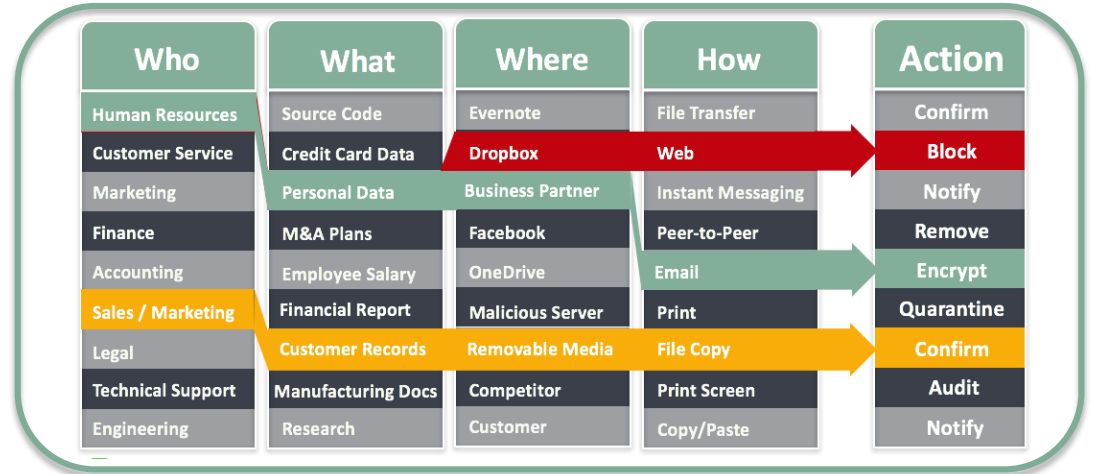 Who What Where How Action
Human Resources Source Code Evernote File Transfer Confirm
Customer Service Credit Card Data Dropbox Web Block
Marketing Personal Data Business Partner Instant Messaging Notify
Finance M&A Plans Facebook Peer-to-Peer Remove
Accounting Employee Salary OneDrive Email Encrypt
Sales / Marketing Financial Report Malicious Server Print Quarantine
Legal Customer Records Removable Media File Copy Confirm
Technical Support Manufacturing Docs Competitor Print Screen Audit
Engineering Research Customer Copy/Paste Notify